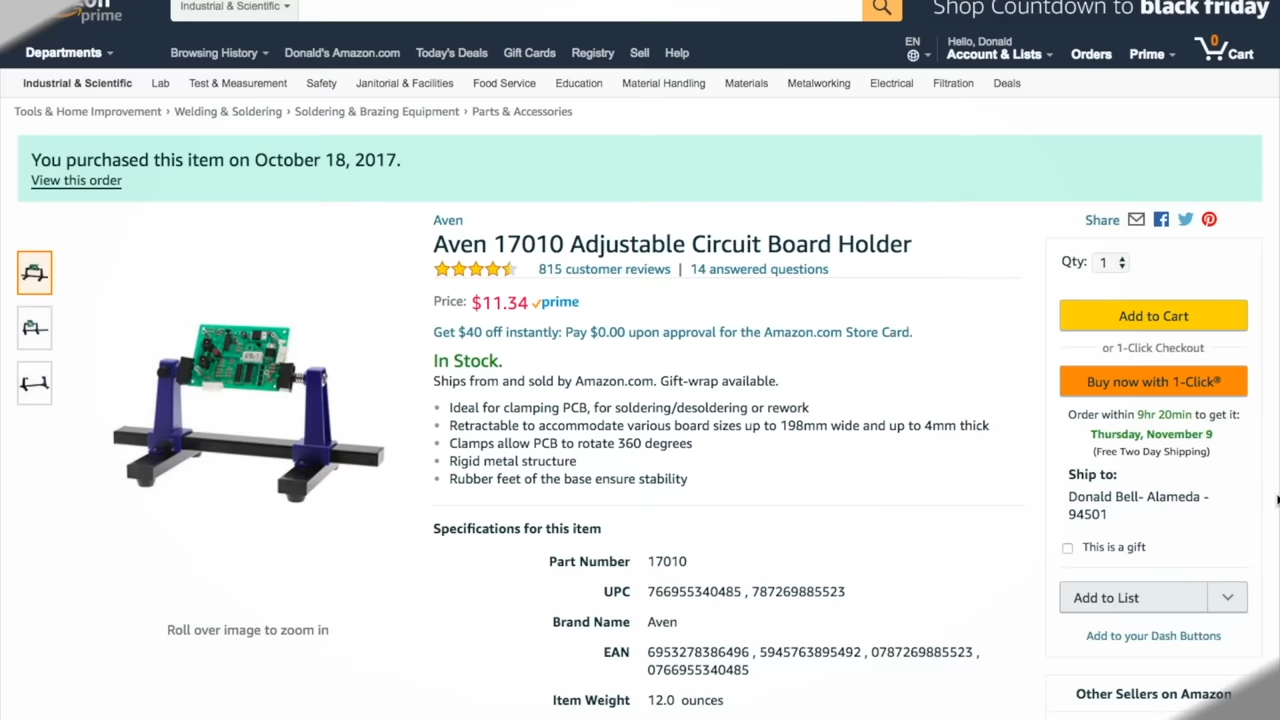 prime
Industrial & Scientific
Shop Countdown to black friday
Departments
Browsing History
Donald's Amazon.com
Today's Deals
Gift Cards
Registry
Sell
Help
EN
Hello, Donald
Account & Lists
Orders
Prime
0
Cart
Industrial & Scientific
Lab
Test & Measurement
Safety
Janitorial & Facilities
Food Service
Education
Material Handling
Materials
Metalworking
Electrical
Filtration
Deals
Tools & Home Improvement › Welding & Soldering › Soldering & Brazing Equipment › Parts & Accessories
You purchased this item on October 18, 2017.
View this order
Aven
Aven 17010 Adjustable Circuit Board Holder
815 customer reviews | 14 answered questions
Price: $11.34 prime
Get $40 off instantly: Pay $0.00 upon approval for the Amazon.com Store Card.
In Stock.
Ships from and sold by Amazon.com. Gift-wrap available.
• Ideal for clamping PCB, for soldering/desoldering or rework
• Retractable to accommodate various board sizes up to 198mm wide and up to 4mm thick
• Clamps allow PCB to rotate 360 degrees
• Rigid metal structure
• Rubber feet of the base ensure stability
Specifications for this item
Part Number 17010
UPC 766955340485 , 787269885523
Brand Name Aven
EAN 6953278386496 , 5945763895492 , 0787269885523 ,
0766955340485
Item Weight 12.0 ounces
Roll over image to zoom in
Share
Qty: 1
Add to Cart
or 1-Click Checkout
Buy now with 1-Click®
Order within 9hr 20min to get it:
Thursday, November 9
(Free Two Day Shipping)
Ship to:
Donald Bell- Alameda -
94501
This is a gift
Add to List
Add to your Dash Buttons
Other Sellers on Amazon